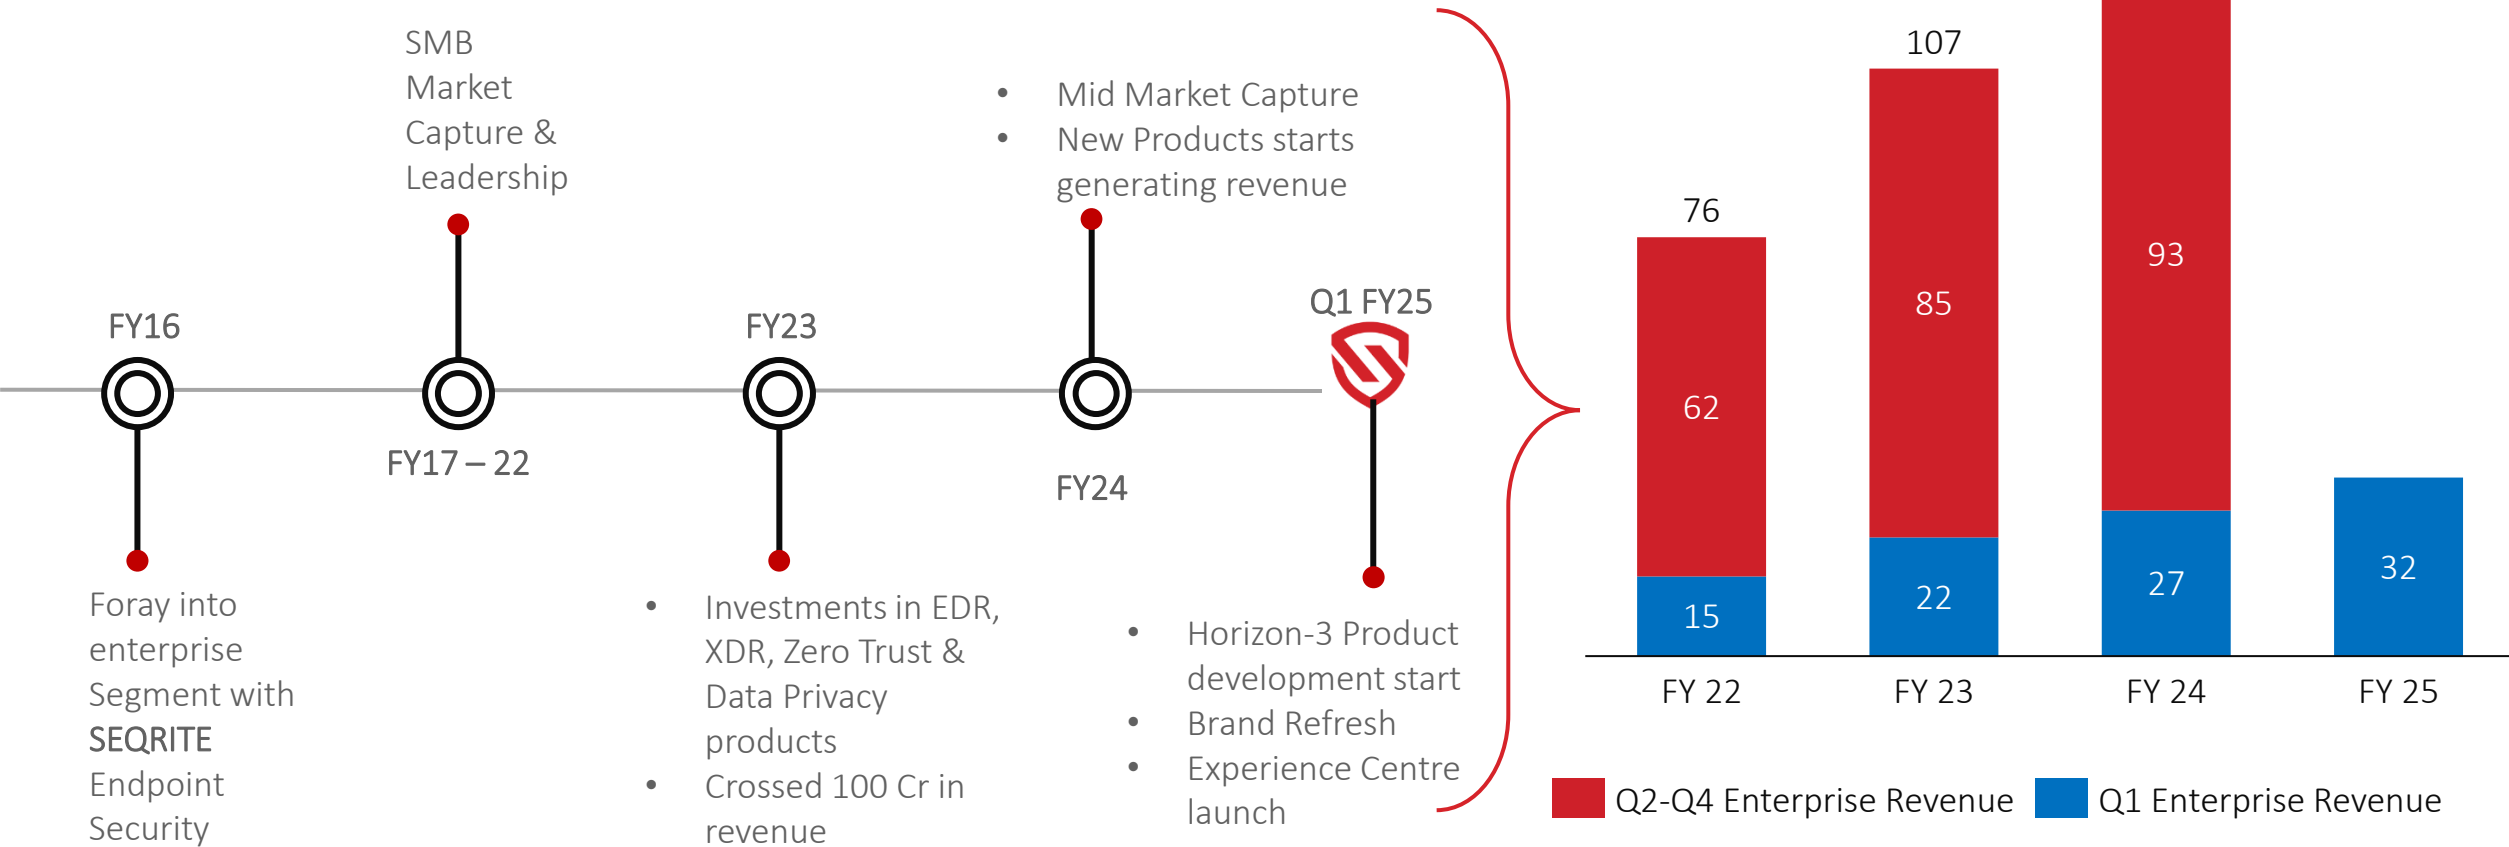 SMB
Market
Capture &
Leadership
• Mid Market Capture
• New Products starts
generating revenue
FY16
FY23
Q1 FY25
FY17 – 22
FY24
Foray into
enterprise
Segment with
SEQRITE
Endpoint
Security
• Investments in EDR,
XDR, Zero Trust &
Data Privacy
products
• Crossed 100 Cr in
revenue
• Horizon-3 Product
development start
• Brand Refresh
• Experience Centre
launch
107
76
93
85
62
32
27
22
15
FY 22
FY 23
FY 24
FY 25
Q2-Q4 Enterprise Revenue
Q1 Enterprise Revenue